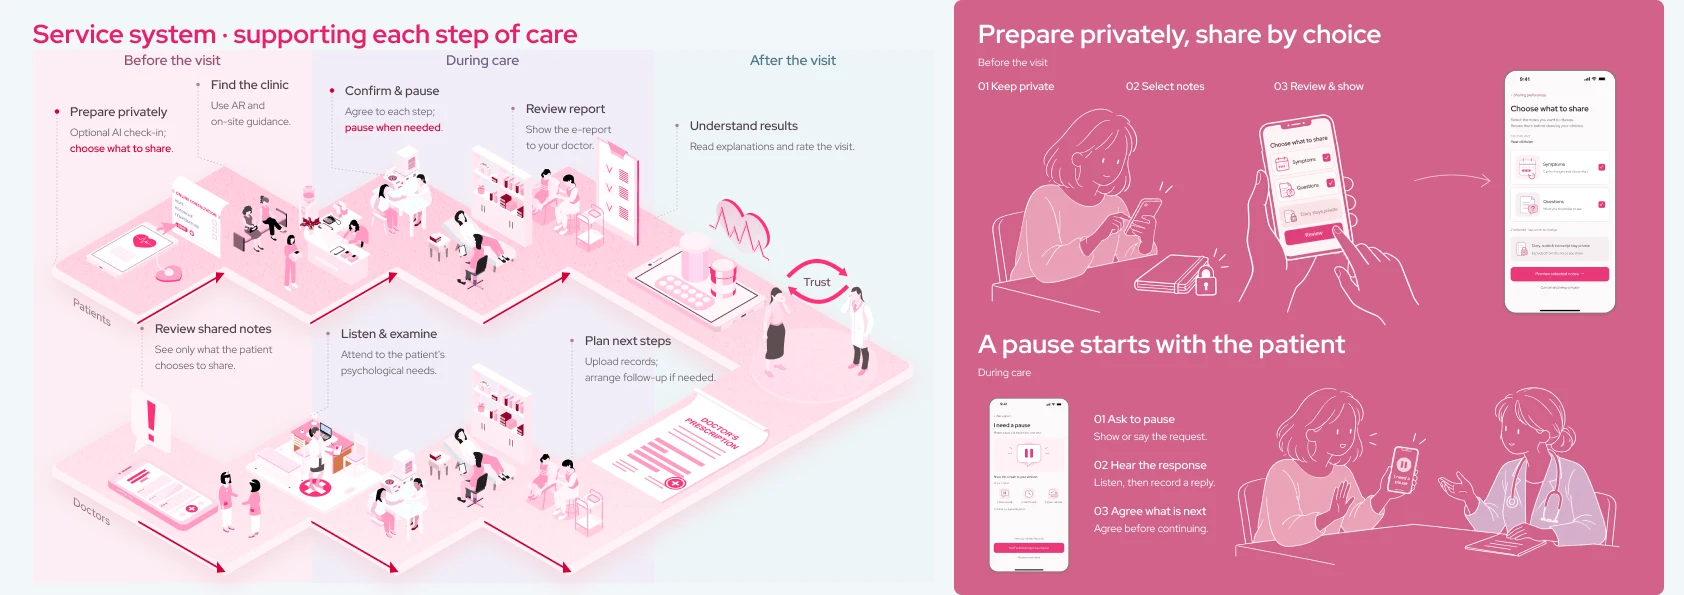 Service system · supporting each step of care
Before the visit
During care
After the visit
Prepare privately
Optional AI check-in;
choose what to share.
Find the clinic
Use AR and
on-site guidance.
Confirm & pause
Agree to each step;
pause when needed.
Review report
Show the e-report
to your doctor.
Understand results
Read explanations and rate the visit.
Trust
Patients
Review shared notes
See only what the patient
chooses to share.
Listen & examine
Attend to the patient's
psychological needs.
Plan next steps
Upload records;
arrange follow-up if needed.
DOCTOR'S
PRESCRIPTION
Doctors
Prepare privately, share by choice
Before the visit
01 Keep private
02 Select notes
03 Review & show
Choose what to share
Symptoms
Questions
Diary stays private
Review
9:41
Choose what to share
Symptoms
Questions
A pause starts with the patient
During care
I need a pause
01 Ask to pause
Show or say the request.
02 Hear the response
Listen, then record a reply.
03 Agree what is next
Agree before continuing.
I need a
pause